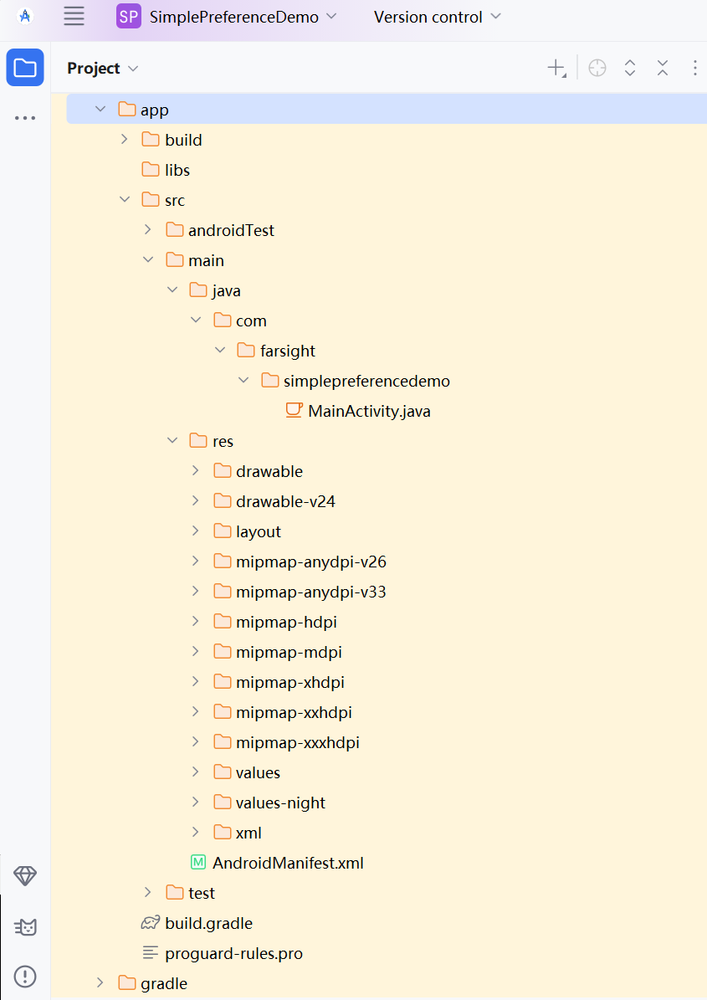 SP SimplePreferenceDemo Version control
Project
app
build
libs
src
androidTest
main
java
com
farsight
simplepreferencedemo
MainActivity.java
res
drawable
drawable-v24
layout
mipmap-anydpi-v26
mipmap-anydpi-v33
mipmap-hdpi
mipmap-mdpi
mipmap-xhdpi
mipmap-xxhdpi
mipmap-xxxhdpi
values
values-night
xml
M AndroidManifest.xml
test
build.gradle
proguard-rules.pro
gradle